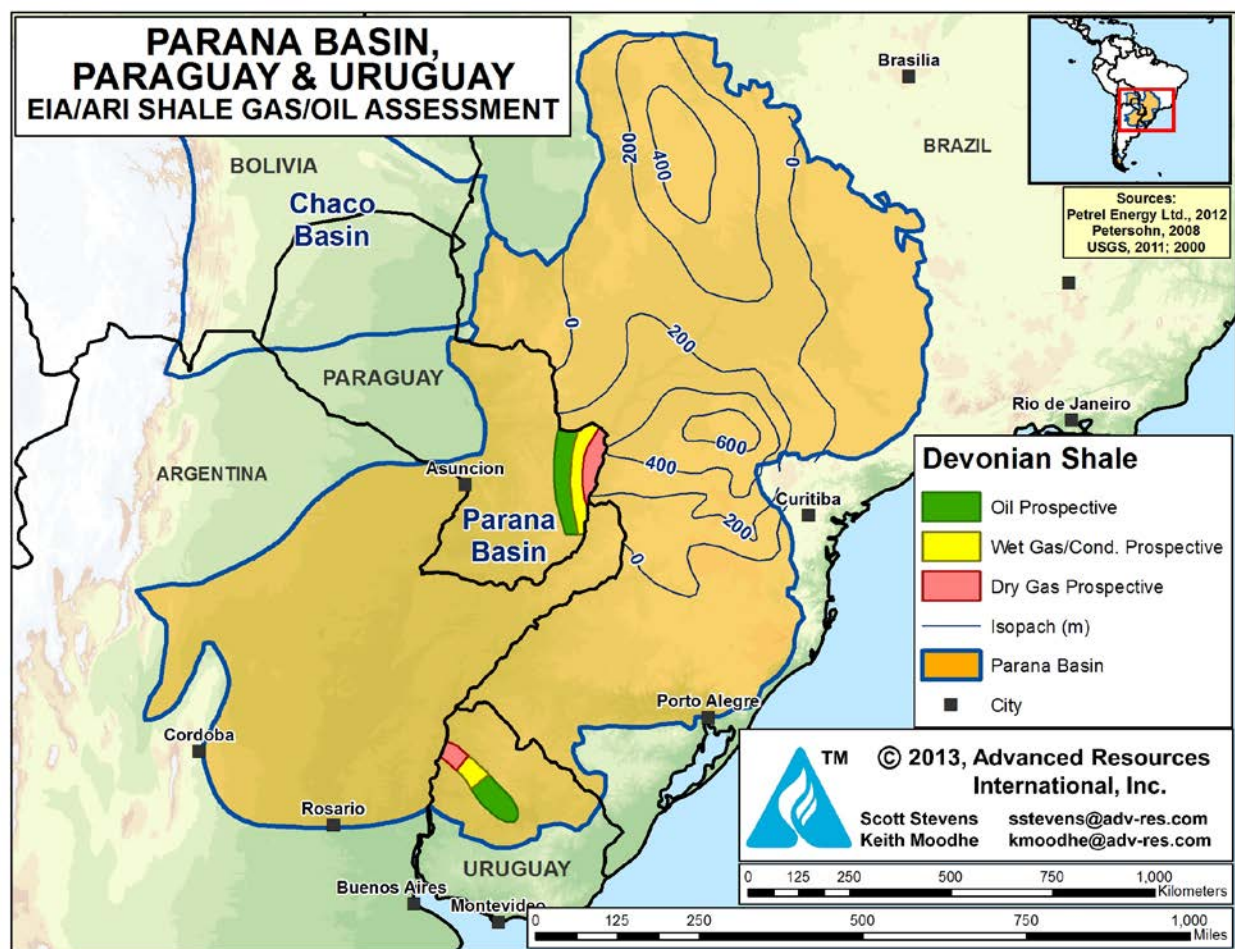 PARANA BASIN,
PARAGUAY & URUGUAY
EIA/ARI SHALE GAS/OIL ASSESSMENT
Brasilia
BOLIVIA
Chaco
Basin
200
400
0
BRAZIL
Sources:
Petrel Energy Ltd., 2012
Petersohn, 2008
USGS, 2011; 2000
0
200
PARAGUAY
Rio de Janeiro
ARGENTINA
Asuncion
600
400
Curitiba
200
0
Parana
Basin
Devonian Shale
Oil Prospective
Wet Gas/Cond. Prospective
Dry Gas Prospective
Isopach (m)
Parana Basin
City
Porto Alegre
Cordoba
Rosario
URUGUAY
Buenos Aires
Montevideo
TM
© 2013, Advanced Resources
International, Inc.
Scott Stevens sstevens@adv-res.com
Keith Moodhe kmoodhe@adv-res.com
0 125 250 500 750 1,000
Kilometers
0 125 250 500 750 1,000
Miles